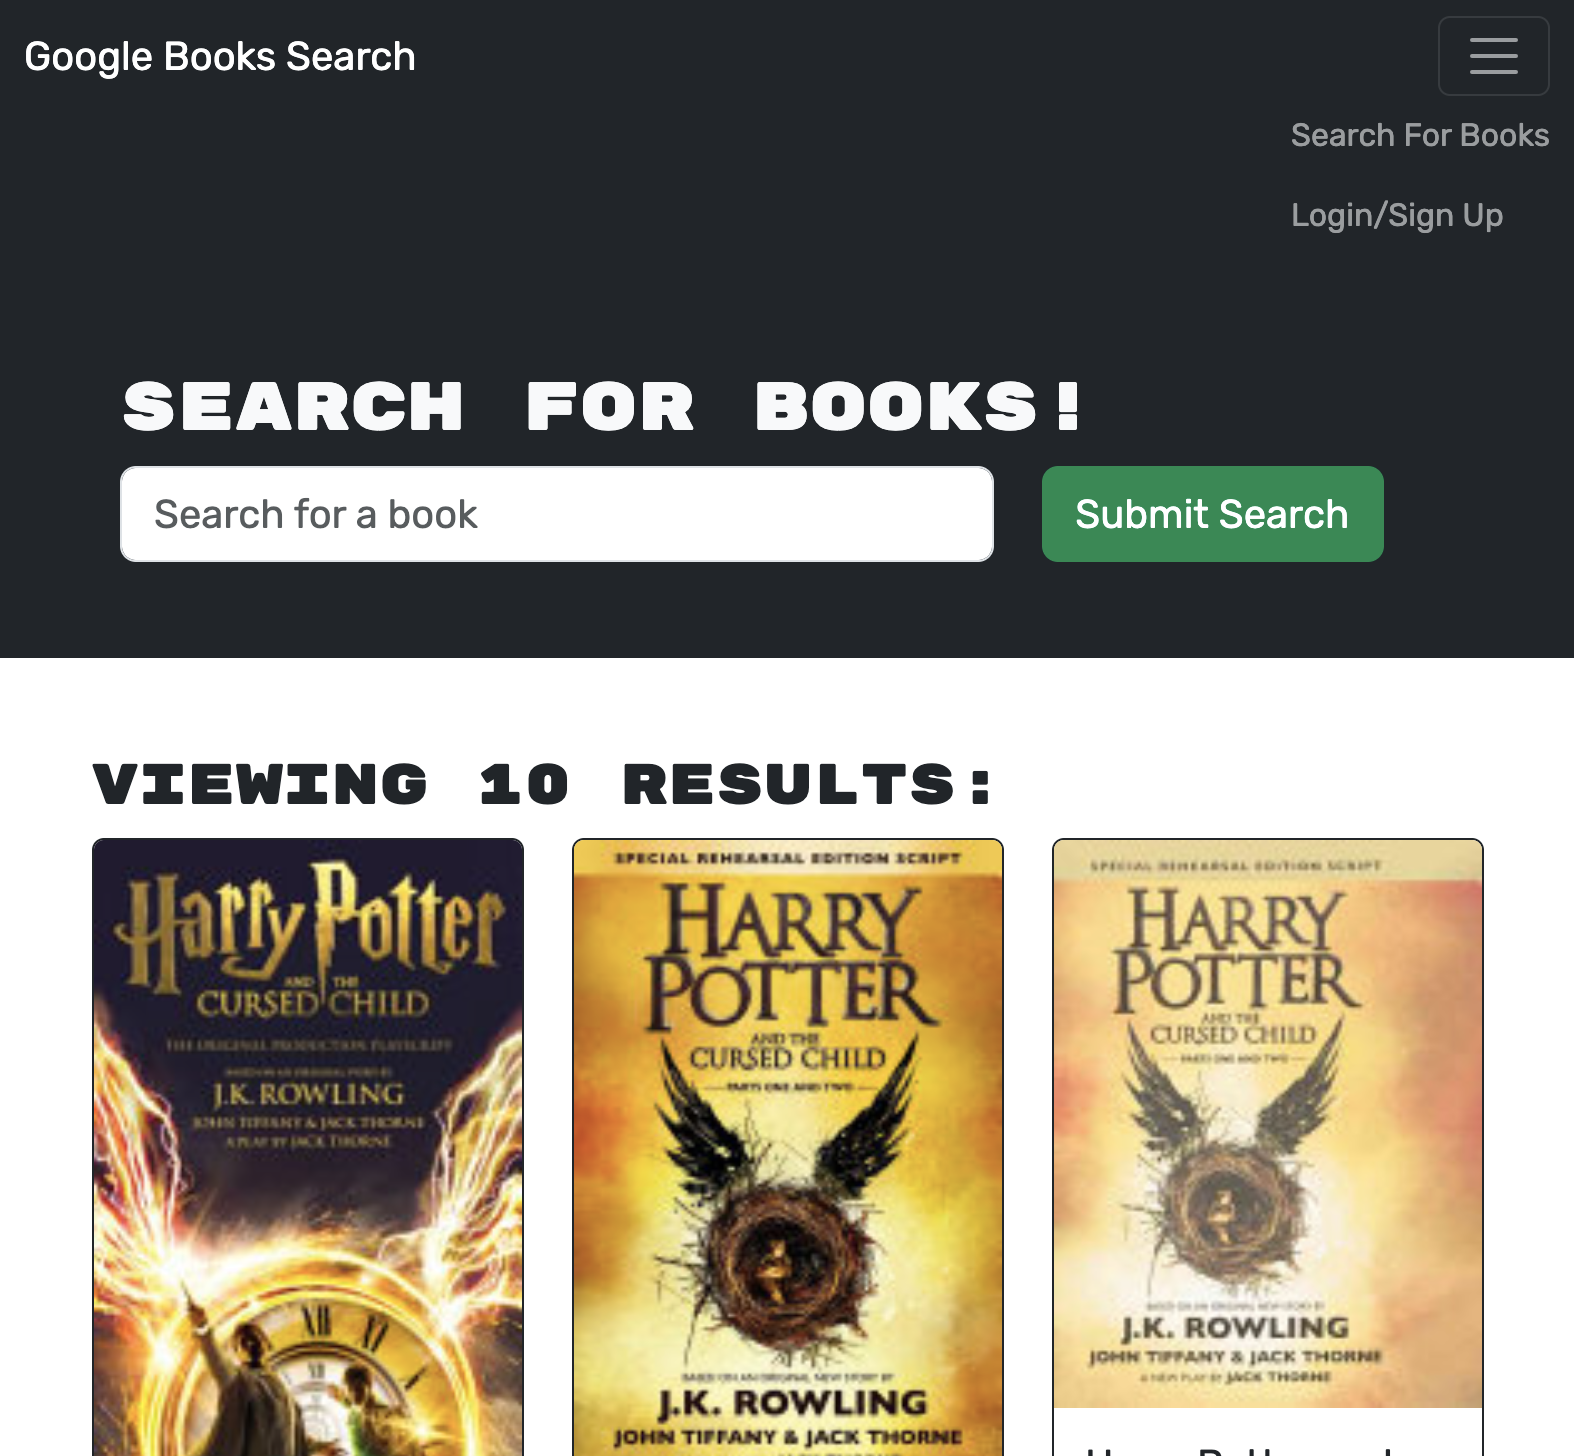 Google Books Search
Search For Books
Login/Sign Up
SEARCH FOR BOOKS!
Search for a book
Submit Search
VIEWING 10 RESULTS:
Harry Potter
AND THE
CURSED CHILD
THE ORIGINAL PRODUCTION PLAYSCRIPT
BASED ON AN ORIGINAL STORY BY
J.K. ROWLING
JOHN TIFFANY & JACK THORNE
A PLAY BY JACK THORNE
XII XI
XII
SPECIAL REHEARSAL EDITION SCRIPT
HARRY
POTTER
AND THE
CURSED CHILD
PARTS ONE AND TWO
BASED ON AN ORIGINAL NEW STORY BY
J.K. ROWLING
JOHN TIFFANY & JACK THORNE
SPECIAL REHEARSAL EDITION SCRIPT
HARRY
POTTER
AND THE
CURSED CHILD
PARTS ONE AND TWO
BASED ON AN ORIGINAL NEW STORY BY
J.K. ROWLING
JOHN TIFFANY & JACK THORNE
A NEW PLAY BY JACK THORNE